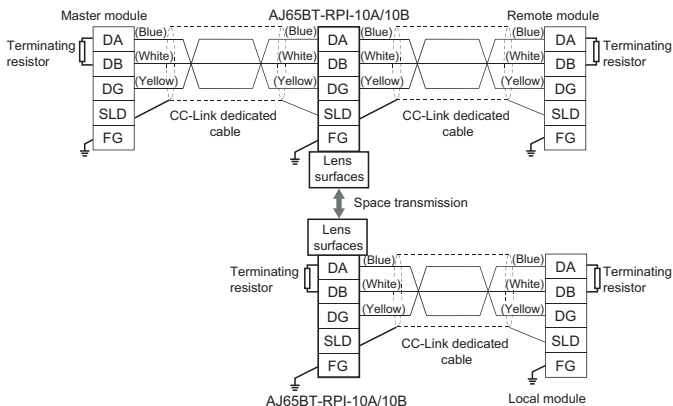 Master module
AJ65BT-RPI-10A/10B
Remote module
Terminating
resistor
DA
DB
DG
SLD
FG
(Blue)
(White)
(Yellow)
CC-Link dedicated
cable
(Blue)
(White)
(Yellow)
DA
DB
DG
SLD
FG
(Blue)
(White)
(Yellow)
CC-Link dedicated
cable
(Blue)
(White)
(Yellow)
DA
DB
DG
SLD
FG
Terminating
resistor
Lens
surfaces
Space transmission
Lens
surfaces
Terminating
resistor
DA
DB
DG
SLD
FG
(Blue)
(White)
(Yellow)
CC-Link dedicated
cable
(Blue)
(White)
(Yellow)
DA
DB
DG
SLD
FG
Terminating
resistor
AJ65BT-RPI-10A/10B
Local module